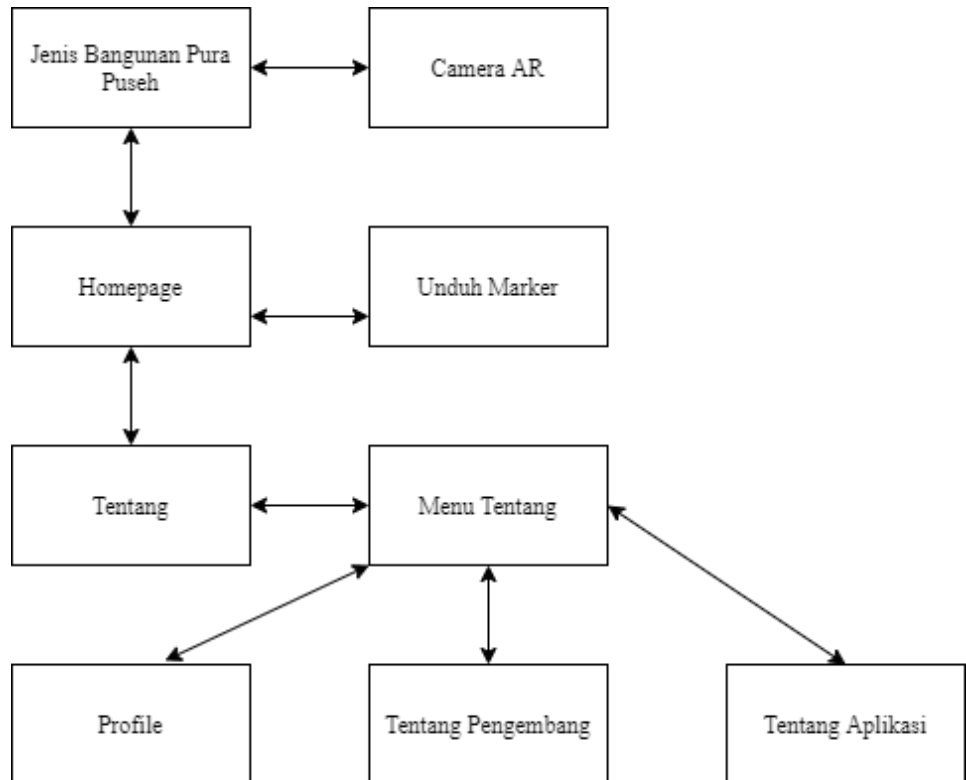 Jenis Bangunan Pura
Puseh
Camera AR
Homepage
Unduh Marker
Tentang
Menu Tentang
Profile
Tentang Pengembang
Tentang Aplikasi